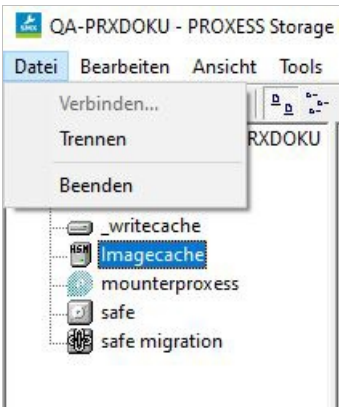 QA-PRXDOKU - PROXESS Storage
Datei Bearbeiten Ansicht Tools
Verbinden...
Trennen
RXDOKU
Beenden
_writecache
Imagecache
mounterproxess
safe
safe migration